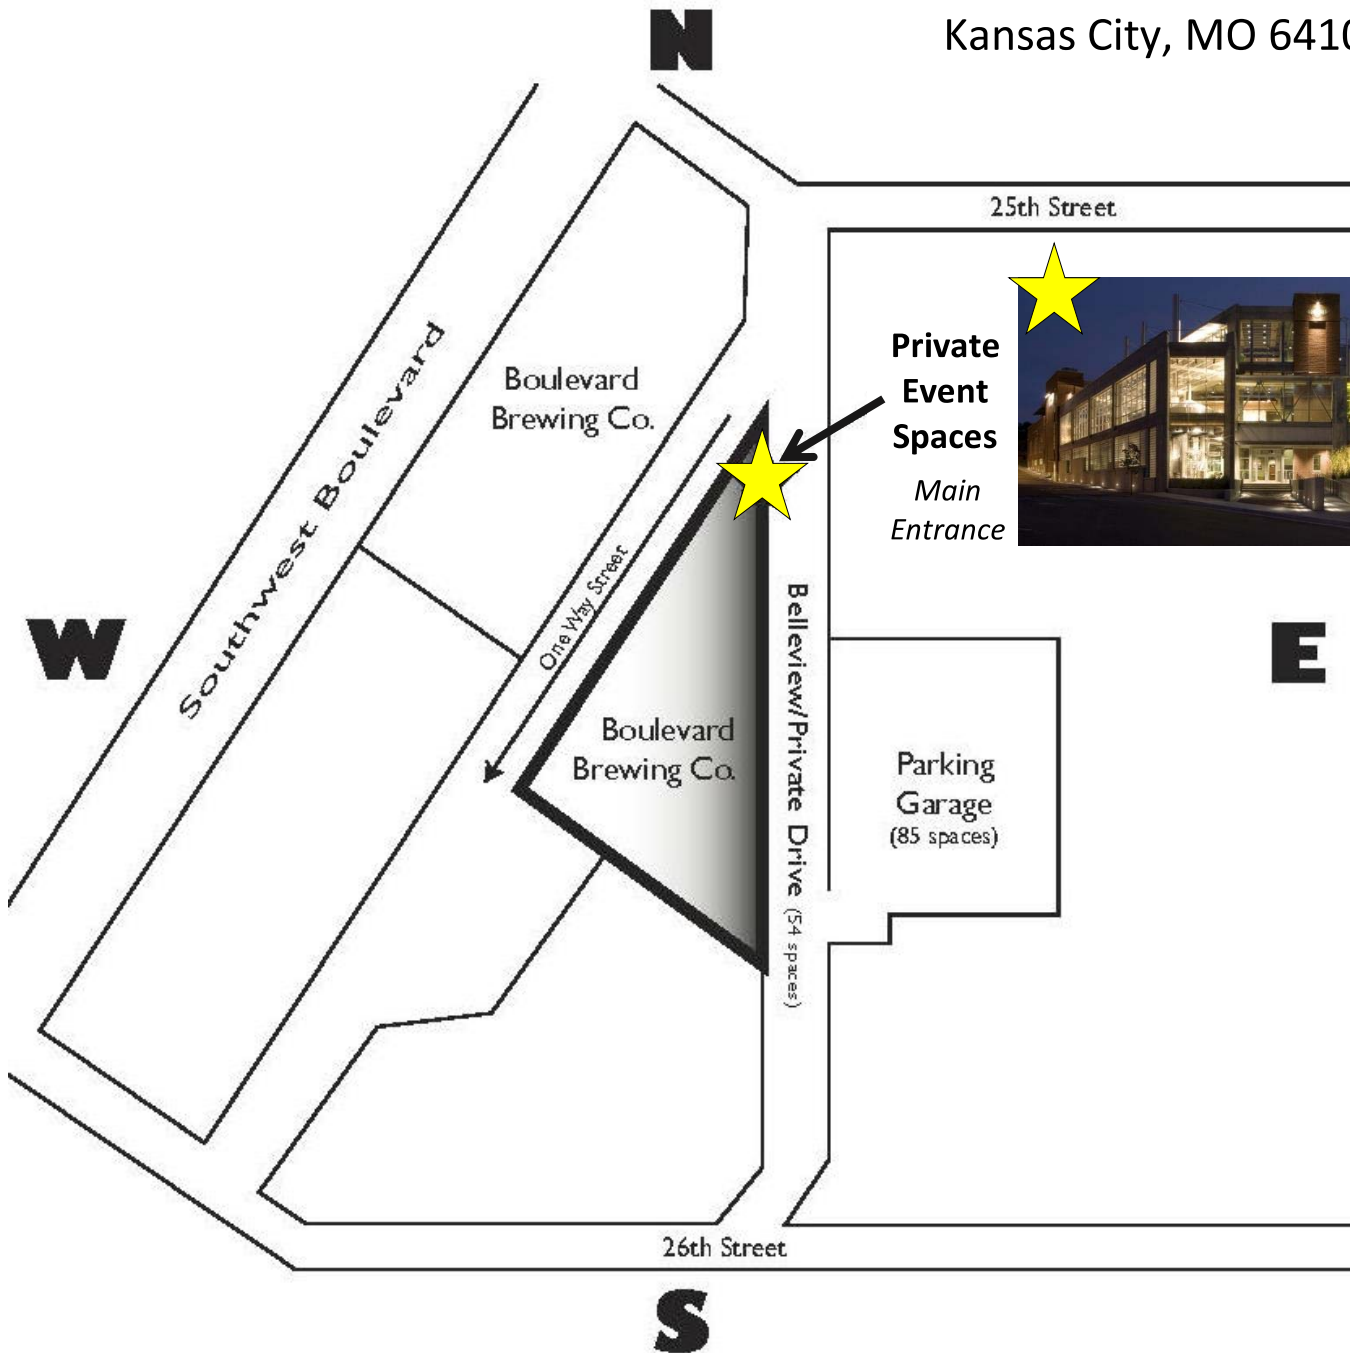 N
Kansas City, MO 6410
25th Street
Private
Event
Spaces
Main
Entrance
Boulevard
Brewing Co.
Southwest Boulevard
One Way Street
W
E
Boulevard
Brewing Co.
Belleview/Private Drive (54 spaces)
Parking
Garage
(85 spaces)
26th Street
S